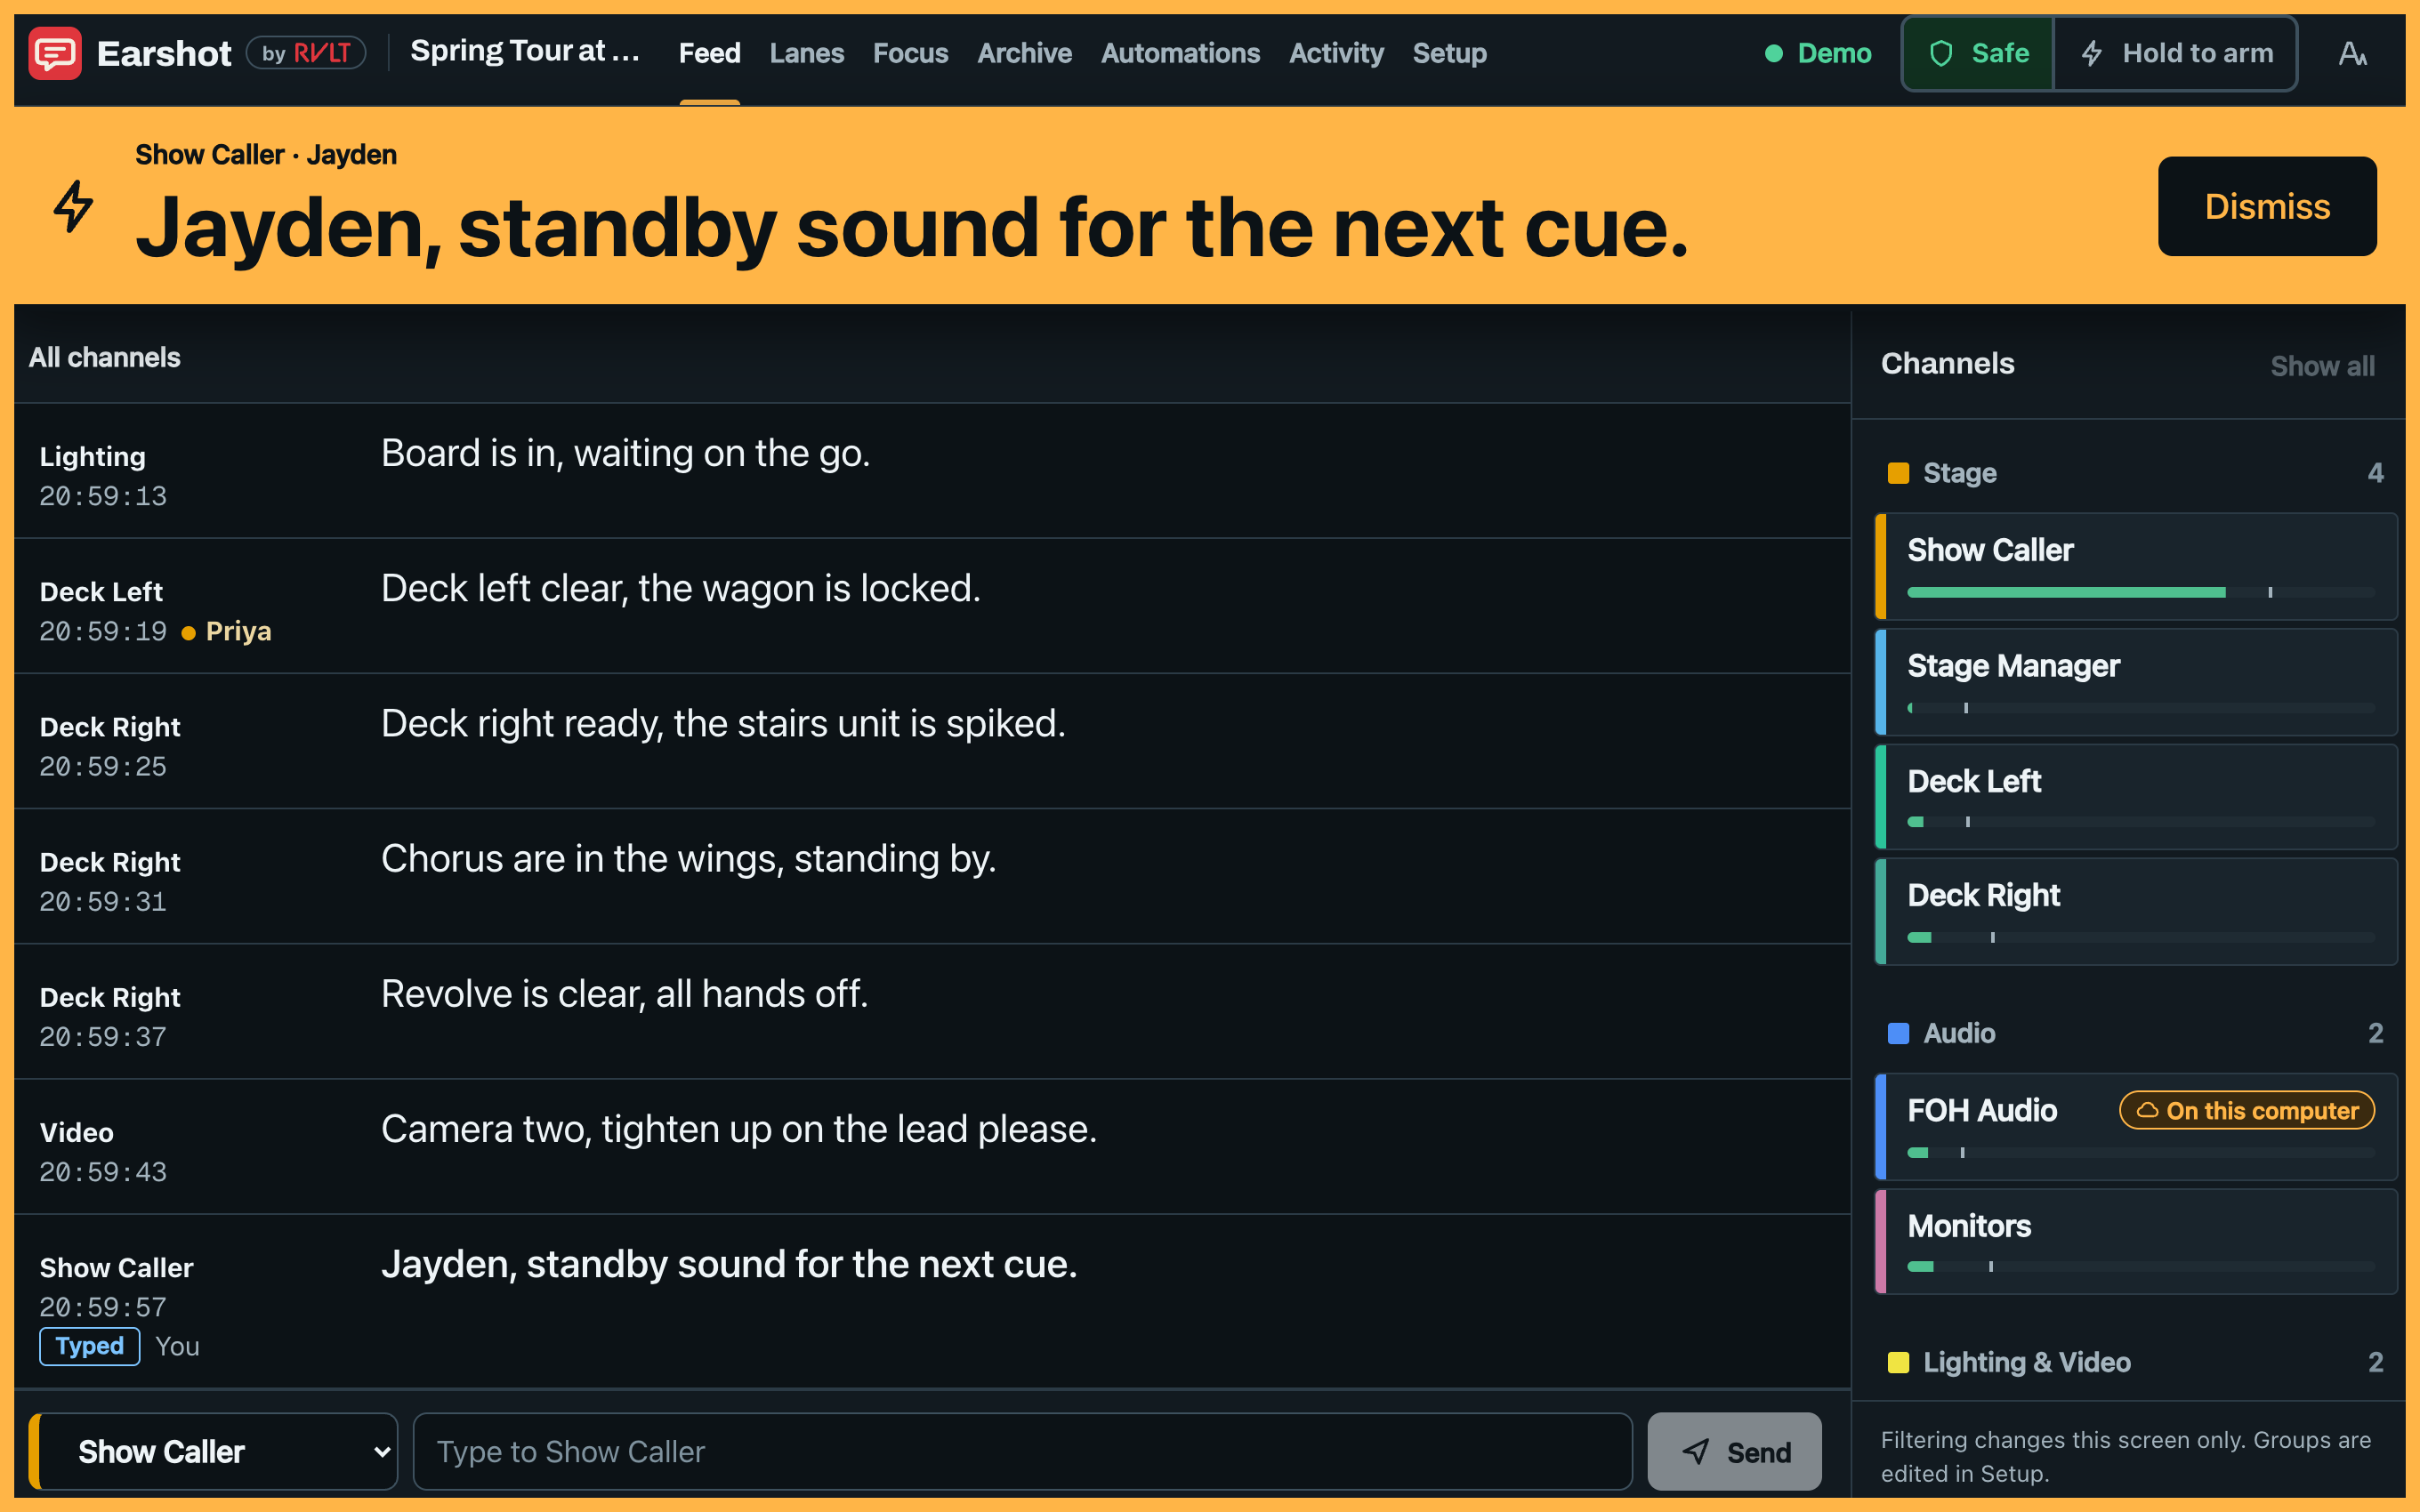 Earshot
by RVLT
Spring Tour at ...
Feed
Lanes
Focus
Archive
Automations
Activity
Setup
Demo
Safe
Hold to arm
Show Caller · Jayden
Jayden, standby sound for the next cue.
Dismiss
All channels
Lighting
20:59:13
Board is in, waiting on the go.
Deck Left
20:59:19
Priya
Deck left clear, the wagon is locked.
Deck Right
20:59:25
Deck right ready, the stairs unit is spiked.
Deck Right
20:59:31
Chorus are in the wings, standing by.
Deck Right
20:59:37
Revolve is clear, all hands off.
Video
20:59:43
Camera two, tighten up on the lead please.
Show Caller
20:59:57
Typed You
Jayden, standby sound for the next cue.
Show Caller
Type to Show Caller
Send
Channels
Show all
Stage 4
Show Caller
Stage Manager
Deck Left
Deck Right
Audio 2
FOH Audio
On this computer
Monitors
Lighting & Video 2
Filtering changes this screen only. Groups are
edited in Setup.